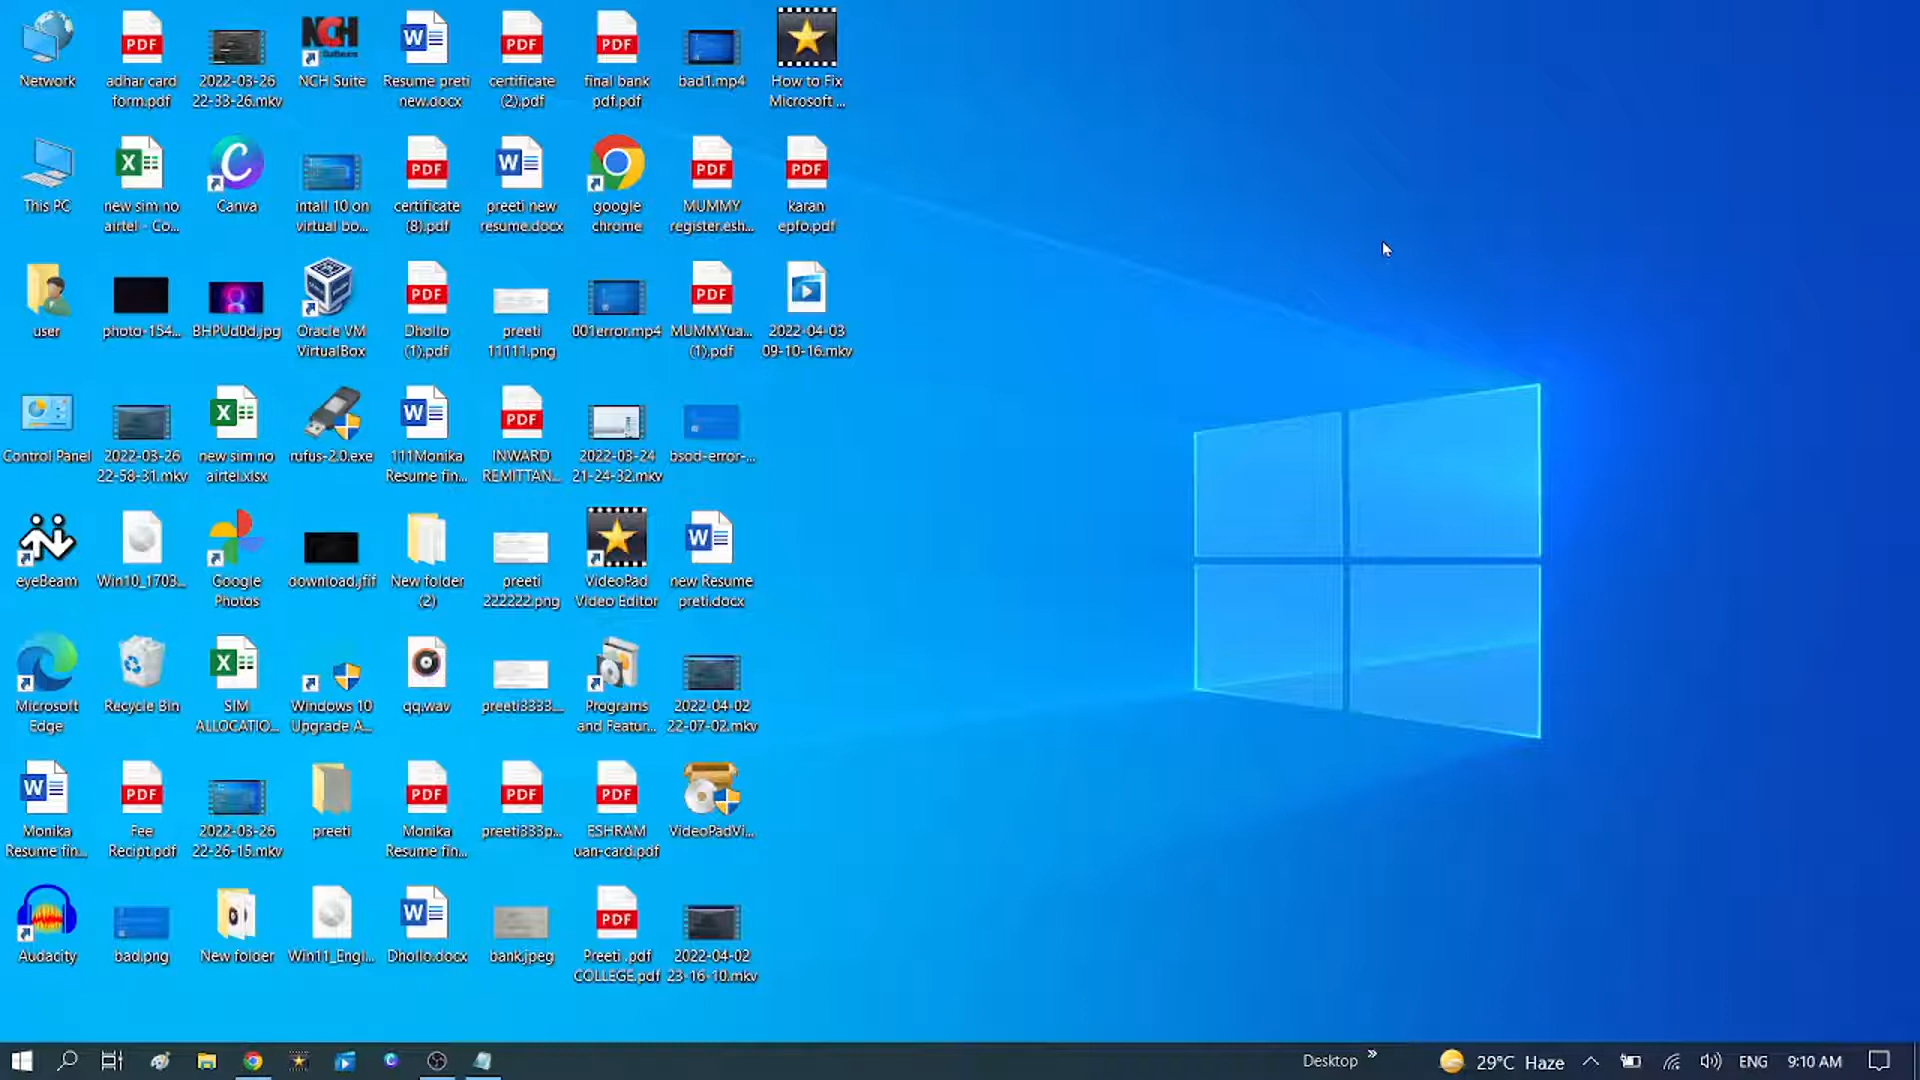 Network
adhar card
form.pdf
2022-03-26
22-33-26.mkv
NCH
NCH Suite
Resume preti
new.docx
certificate
(2).pdf
final bank
pdf.pdf
bad1.mp4
How to Fix
Microsoft ...
This PC
new sim no
airtel - Co...
Canva
intall 10 on
virtual bo...
certificate
(8).pdf
preeti new
resume.docx
google
chrome
MUMMY
register.esh...
karan
epfo.pdf
user
photo-154...
BHPUd0d.jpg
Oracle VM
VirtualBox
Dhollo
(1).pdf
preeti
11111.png
001error.mp4
MUMMYua...
(1).pdf
2022-04-03
09-10-16.mkv
Control Panel
2022-03-26
22-58-31.mkv
new sim no
airtel.xlsx
rufus-2.0.exe
111Monika
Resume fin...
INWARD
REMITTAN...
2022-03-24
21-24-32.mkv
bsod-error-...
eyeBeam
Win10_1703...
Google
Photos
download.jfif
New folder
(2)
preeti
222222.png
VideoPad
Video Editor
new Resume
preti.docx
Microsoft
Edge
Recycle Bin
SIM
ALLOCATIO...
Windows 10
Upgrade A...
qq.wav
preeti3333...
Programs
and Featur...
2022-04-02
22-07-02.mkv
Monika
Resume fin...
Fee
Recipt.pdf
2022-03-26
22-26-15.mkv
preeti
Monika
Resume fin...
preeti333p...
ESHRAM
uan-card.pdf
VideoPadVi...
Audacity
bad.png
New folder
Win11_Engl...
Dhollo.docx
bank.jpeg
Preeti .pdf
COLLEGE.pdf
2022-04-02
23-16-10.mkv
Desktop
29°C Haze
ENG
9:10 AM